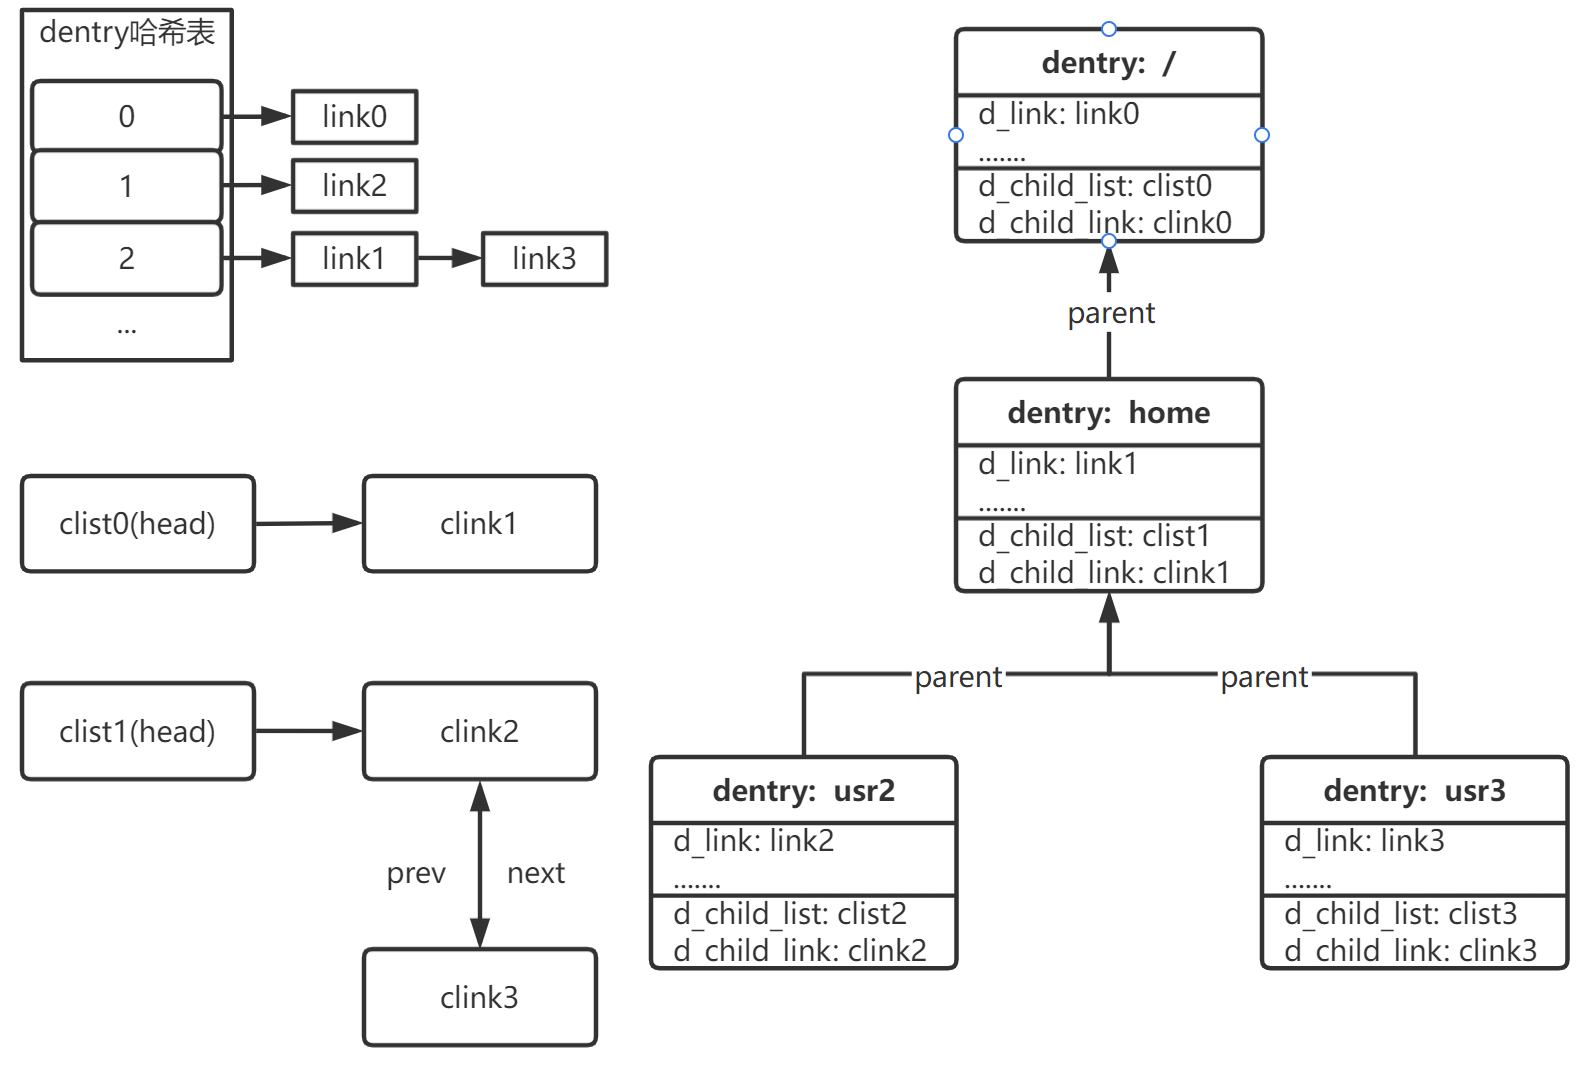 dentry哈希表
0
link0
1
link2
2
link1
link3
...
clist0(head)
clink1
clist1(head)
clink2
prev
next
clink3
dentry: /
d_link: link0
.......
d_child_list: clist0
d_child_link: clink0
parent
dentry: home
d_link: link1
.......
d_child_list: clist1
d_child_link: clink1
parent
parent
dentry: usr2
d_link: link2
.......
d_child_list: clist2
d_child_link: clink2
dentry: usr3
d_link: link3
.......
d_child_list: clist3
d_child_link: clink3